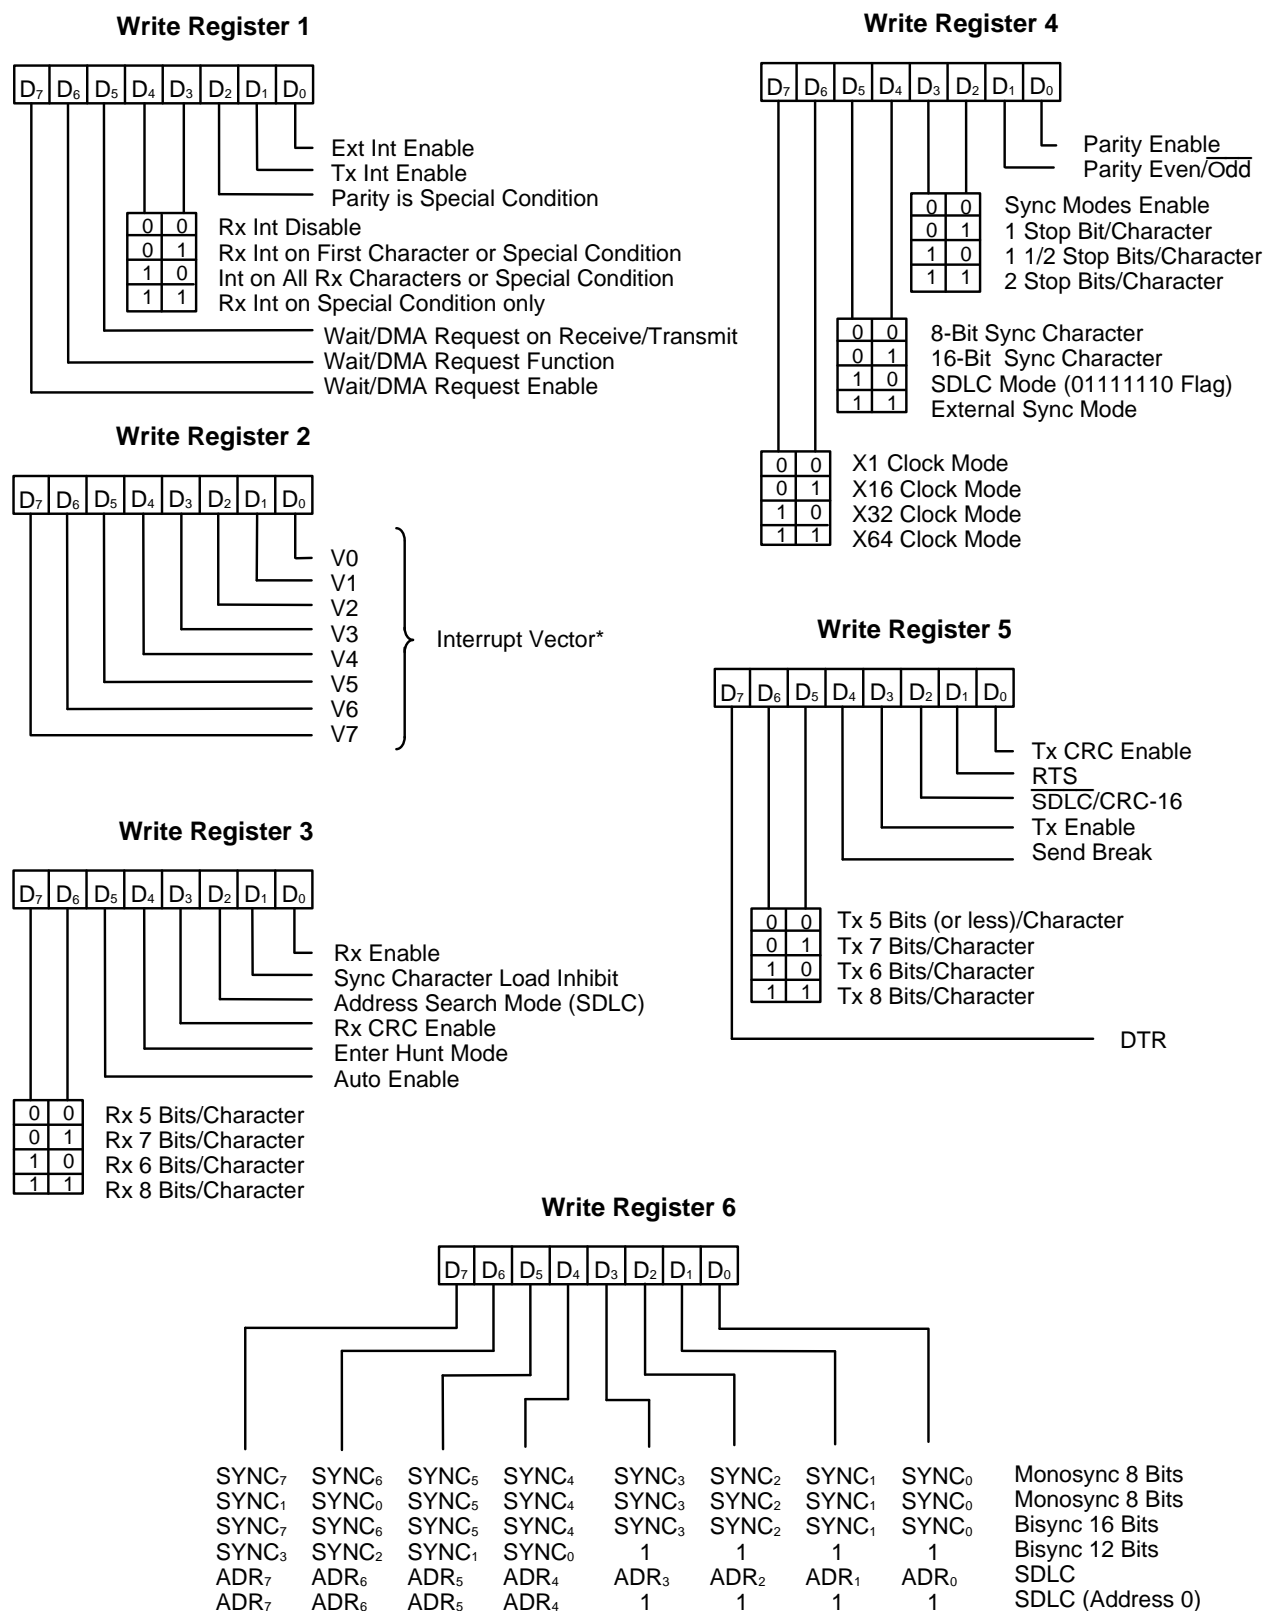 Write Register 1
D7 D6 D5 D4 D3 D2 D1 D0
Ext Int Enable
Tx Int Enable
Parity is Special Condition
0 0 Rx Int Disable
0 1 Rx Int on First Character or Special Condition
1 0 Int on All Rx Characters or Special Condition
1 1 Rx Int on Special Condition only
Wait/DMA Request on Receive/Transmit
Wait/DMA Request Function
Wait/DMA Request Enable
Write Register 2
D7 D6 D5 D4 D3 D2 D1 D0
V0
V1
V2
V3
V4
V5
V6
V7
Interrupt Vector*
Write Register 3
D7 D6 D5 D4 D3 D2 D1 D0
Rx Enable
Sync Character Load Inhibit
Address Search Mode (SDLC)
Rx CRC Enable
Enter Hunt Mode
Auto Enable
0 0 Rx 5 Bits/Character
0 1 Rx 7 Bits/Character
1 0 Rx 6 Bits/Character
1 1 Rx 8 Bits/Character
Write Register 4
D7 D6 D5 D4 D3 D2 D1 D0
Parity Enable
Parity Even/O̅d̅d̅
0 0 Sync Modes Enable
0 1 1 Stop Bit/Character
1 0 1 1/2 Stop Bits/Character
1 1 2 Stop Bits/Character
0 0 8-Bit Sync Character
0 1 16-Bit Sync Character
1 0 SDLC Mode (01111110 Flag)
1 1 External Sync Mode
0 0 X1 Clock Mode
0 1 X16 Clock Mode
1 0 X32 Clock Mode
1 1 X64 Clock Mode
Write Register 5
D7 D6 D5 D4 D3 D2 D1 D0
Tx CRC Enable
RTS
S̅D̅L̅C̅/CRC-16
Tx Enable
Send Break
0 0 Tx 5 Bits (or less)/Character
0 1 Tx 7 Bits/Character
1 0 Tx 6 Bits/Character
1 1 Tx 8 Bits/Character
DTR
Write Register 6
D7 D6 D5 D4 D3 D2 D1 D0
SYNC7 SYNC6 SYNC5 SYNC4 SYNC3 SYNC2 SYNC1 SYNC0 Monosync 8 Bits
SYNC1 SYNC0 SYNC5 SYNC4 SYNC3 SYNC2 SYNC1 SYNC0 Monosync 8 Bits
SYNC7 SYNC6 SYNC5 SYNC4 SYNC3 SYNC2 SYNC1 SYNC0 Bisync 16 Bits
SYNC3 SYNC2 SYNC1 SYNC0 1 1 1 1 Bisync 12 Bits
ADR7 ADR6 ADR5 ADR4 ADR3 ADR2 ADR1 ADR0 SDLC
ADR7 ADR6 ADR5 ADR4 1 1 1 1 SDLC (Address 0)